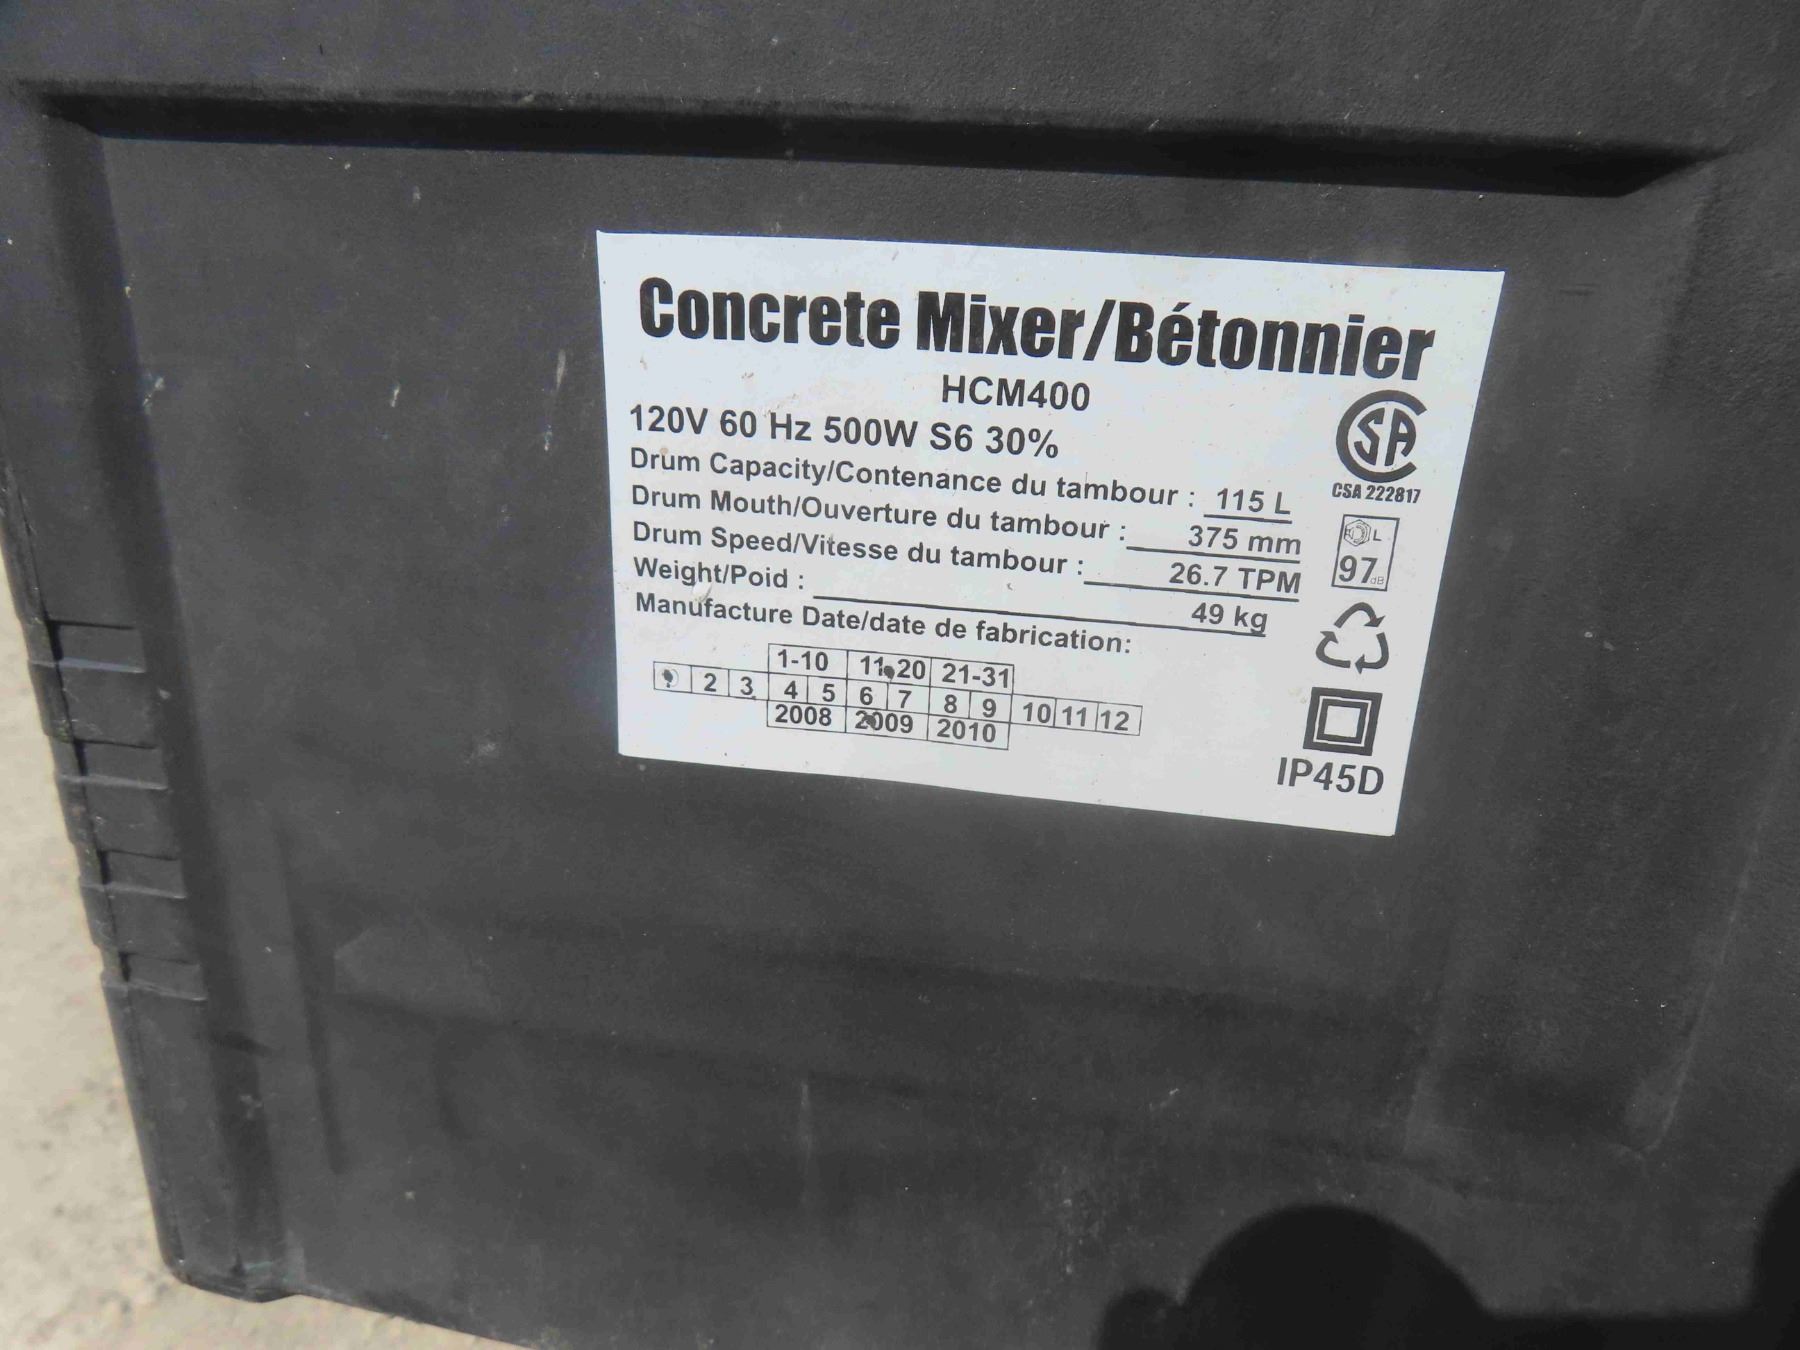 Concrete Mixer/Bétonnier
HCM400
120V 60 Hz 500W S6 30%
Drum Capacity/Contenance du tambour : 115 L
Drum Mouth/Ouverture du tambour : 375 mm
Drum Speed/Vitesse du tambour : 26.7 TPM
Weight/Poid : 49 kg
Manufacture Date/date de fabrication:
1-10 11-20 21-31
2 3 4 5 6 7 8 9 10 11 12
2008 2009 2010
CSA
CSA 222817
L
97 dB
IP45D